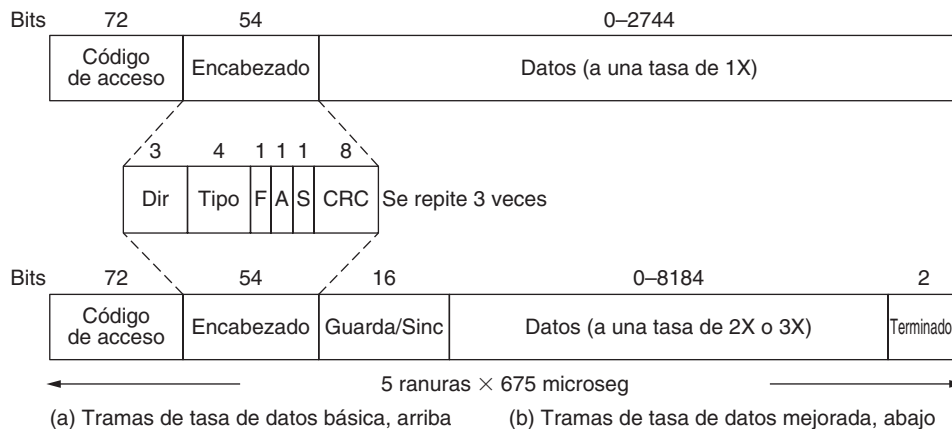 Bits 72 54 0–2744
Código
de acceso Encabezado Datos (a una tasa de 1X)
3 4 1 1 1 8
Dir Tipo F A S CRC Se repite 3 veces
Bits 72 54 16 0–8184 2
Código
de acceso Encabezado Guarda/Sinc Datos (a una tasa de 2X o 3X) Terminado
5 ranuras × 675 microseg
(a) Tramas de tasa de datos básica, arriba (b) Tramas de tasa de datos mejorada, abajo